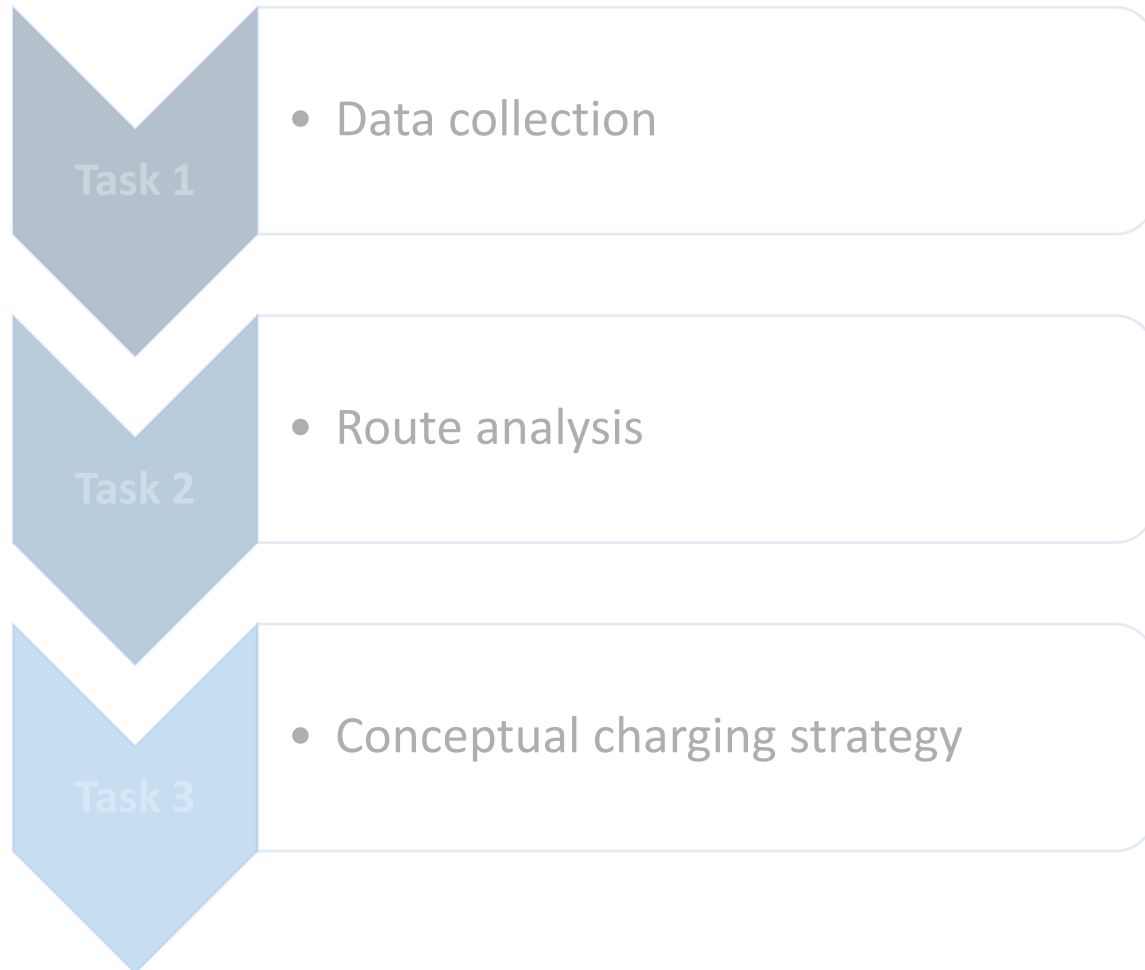 Task 1
• Data collection
Task 2
• Route analysis
Task 3
• Conceptual charging strategy